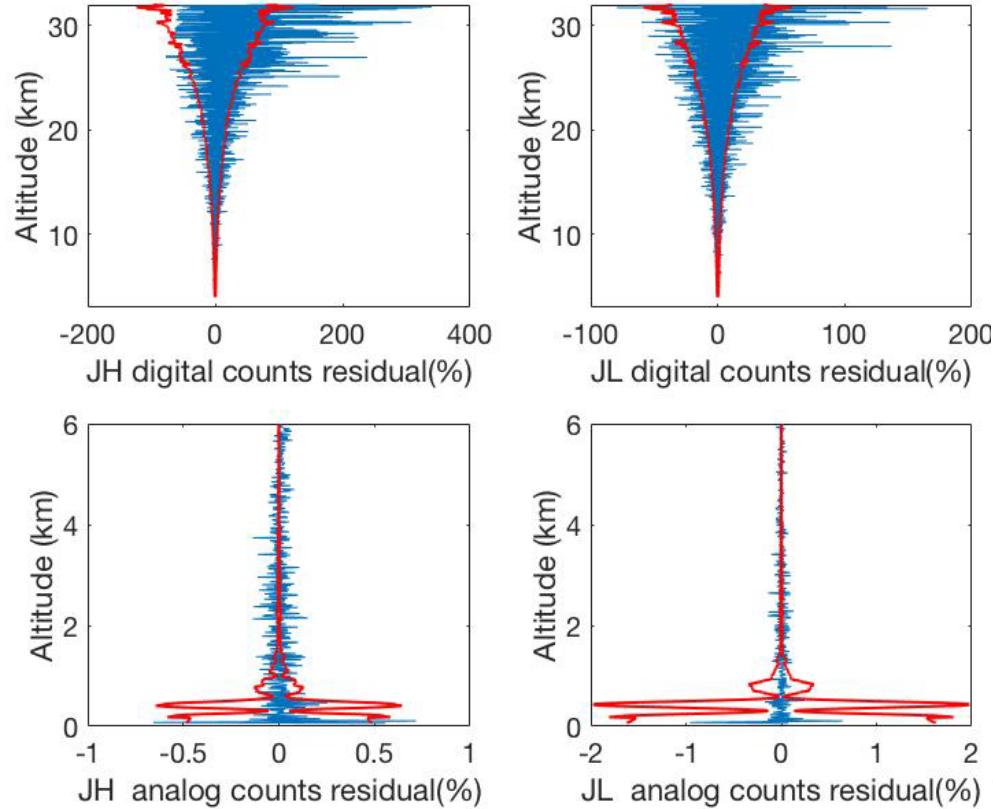 30
20
10
Altitude (km)
-200 0 200 400
JH digital counts residual(%)
30
20
10
Altitude (km)
-100 0 100 200
JL digital counts residual(%)
6
4
2
0
Altitude (km)
-1 -0.5 0 0.5 1
JH analog counts residual(%)
6
4
2
0
Altitude (km)
-2 -1 0 1 2
JL analog counts residual(%)